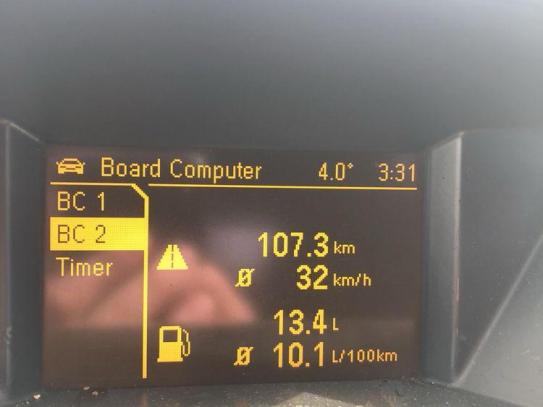 Board Computer 4.0° 3:31
BC 1
BC 2
Timer
107.3 km
Ø 32 km/h
13.4 L
Ø 10.1 L/100km